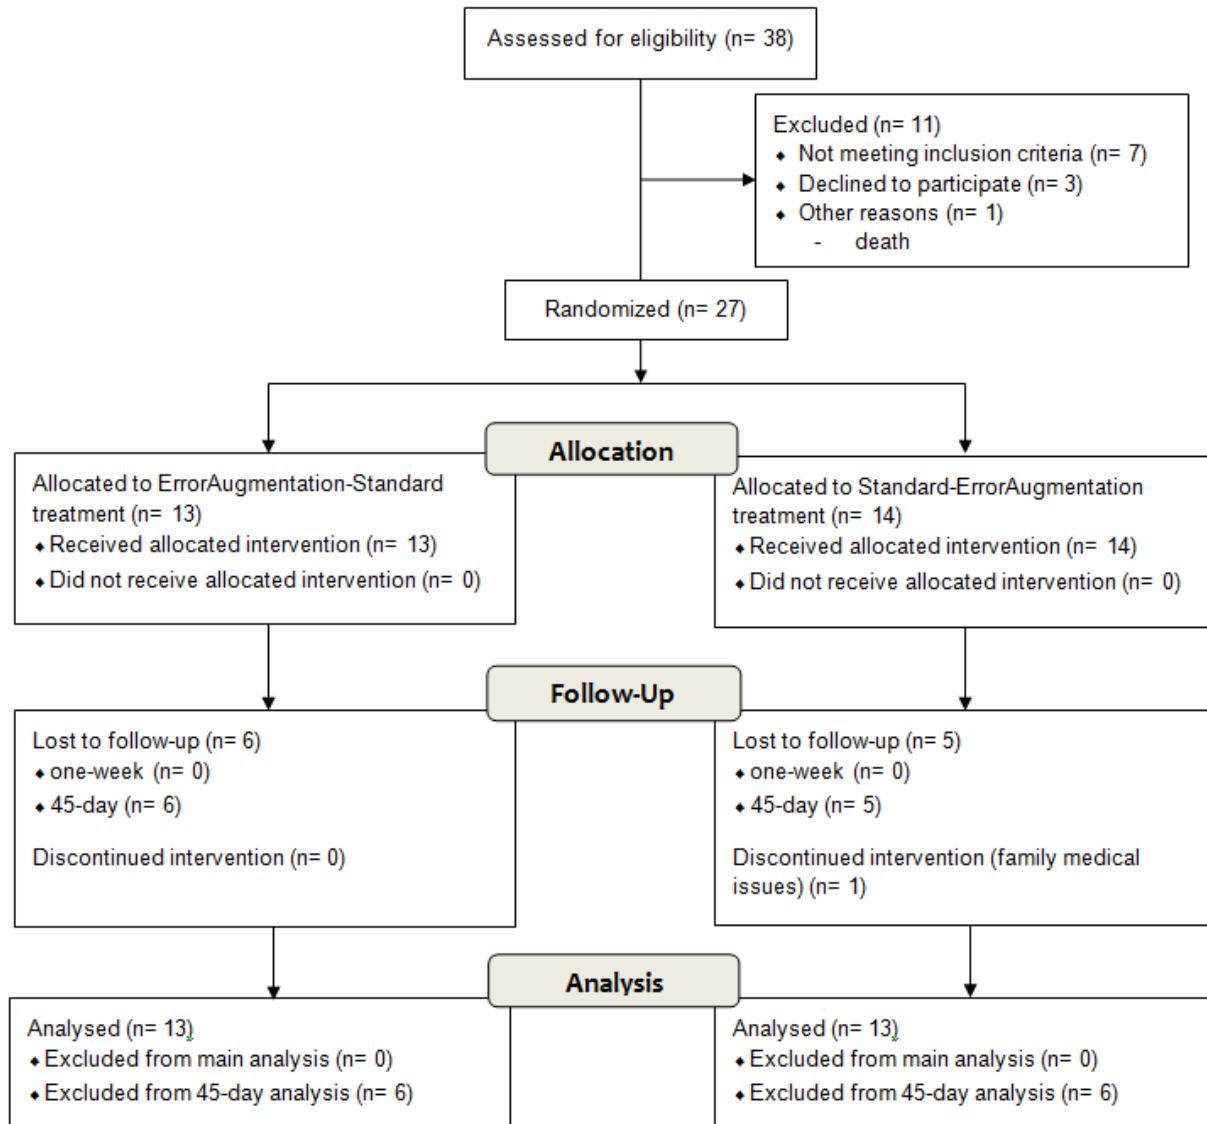 Assessed for eligibility (n= 38)
Excluded (n= 11)
⬥ Not meeting inclusion criteria (n= 7)
⬥ Declined to participate (n= 3)
⬥ Other reasons (n= 1)
- death
Randomized (n= 27)
Allocation
Allocated to ErrorAugmentation-Standard
treatment (n= 13)
⬥ Received allocated intervention (n= 13)
⬥ Did not receive allocated intervention (n= 0)
Allocated to Standard-ErrorAugmentation
treatment (n= 14)
⬥ Received allocated intervention (n= 14)
⬥ Did not receive allocated intervention (n= 0)
Follow-Up
Lost to follow-up (n= 6)
⬥ one-week (n= 0)
⬥ 45-day (n= 6)
Discontinued intervention (n= 0)
Lost to follow-up (n= 5)
⬥ one-week (n= 0)
⬥ 45-day (n= 5)
Discontinued intervention (family medical
issues) (n= 1)
Analysis
Analysed (n= 13)
⬥ Excluded from main analysis (n= 0)
⬥ Excluded from 45-day analysis (n= 6)
Analysed (n= 13)
⬥ Excluded from main analysis (n= 0)
⬥ Excluded from 45-day analysis (n= 6)